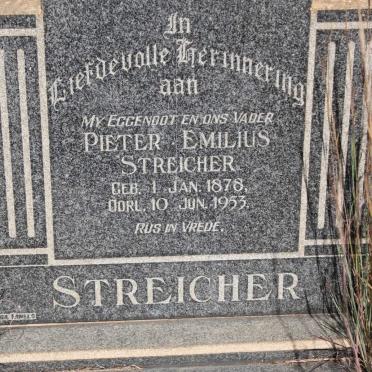 In
Liefdevolle Herinnering
aan
MY EGGENOOT EN ONS VADER
PIETER EMILIUS
STREICHER
GEB. 1 JAN. 1878,
OORL. 10 JUN. 1953.
RUS IN VREDE.
STREICHER